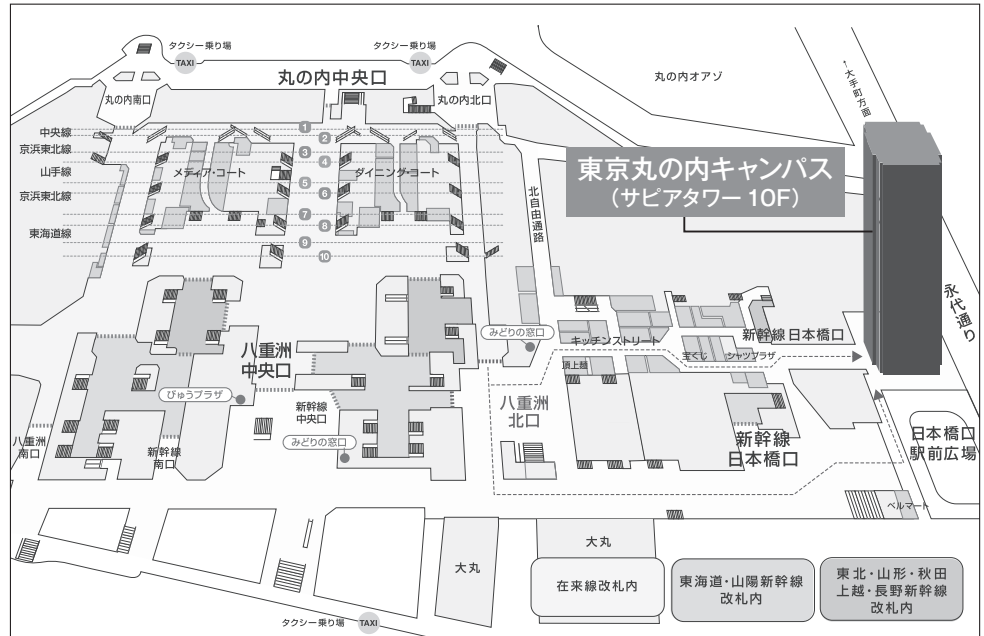 タクシー乗り場
TAXI
タクシー乗り場
TAXI
丸の内中央口
丸の内南口
丸の内北口
丸の内オアゾ
↑大手町方面
中央線
京浜東北線
山手線
京浜東北線
東海道線
1
2
3
4
5
6
7
8
9
10
メディア・コート
ダイニング・コート
北自由通路
東京丸の内キャンパス
(サピアタワー 10F)
永代通り
みどりの窓口
キッチンストリート
新幹線日本橋口
宝くじ
シャツプラザ
頂上麺
八重洲
中央口
びゅうプラザ
新幹線
中央口
みどりの窓口
八重洲
北口
新幹線
日本橋口
日本橋口
駅前広場
八重洲
南口
新幹線
南口
ベルマート
大丸
大丸
在来線改札内
東海道・山陽新幹線
改札内
東北・山形・秋田
上越・長野新幹線
改札内
タクシー乗り場
TAXI